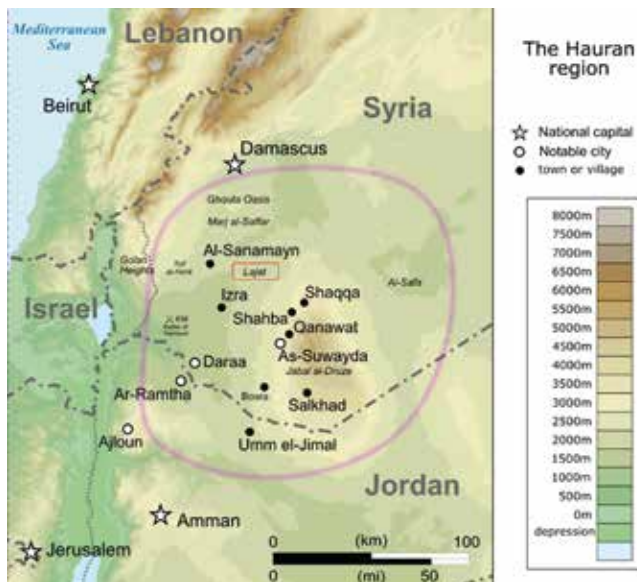 Mediterranean
Sea
Lebanon
Beirut
Syria
Damascus
Ghouta Oasis
Marj al-Saffar
Al-Sanamayn
Golan
Heights
Lajat
Al-Safa
Israel
Izra
Shaqqa
Shahba
Qanawat
As-Suwayda
Jabal al-Druze
Daraa
Ar-Ramtha
Bosra
Salkhad
Ajloun
Umm el-Jimal
Jordan
Amman
Jerusalem
0 (km) 100
0 (mi) 50
The Hauran
region
National capital
Notable city
town or village
8000m
7500m
7000m
6500m
6000m
5500m
5000m
4500m
4000m
3500m
3000m
2500m
2000m
1500m
1000m
500m
0m
depression